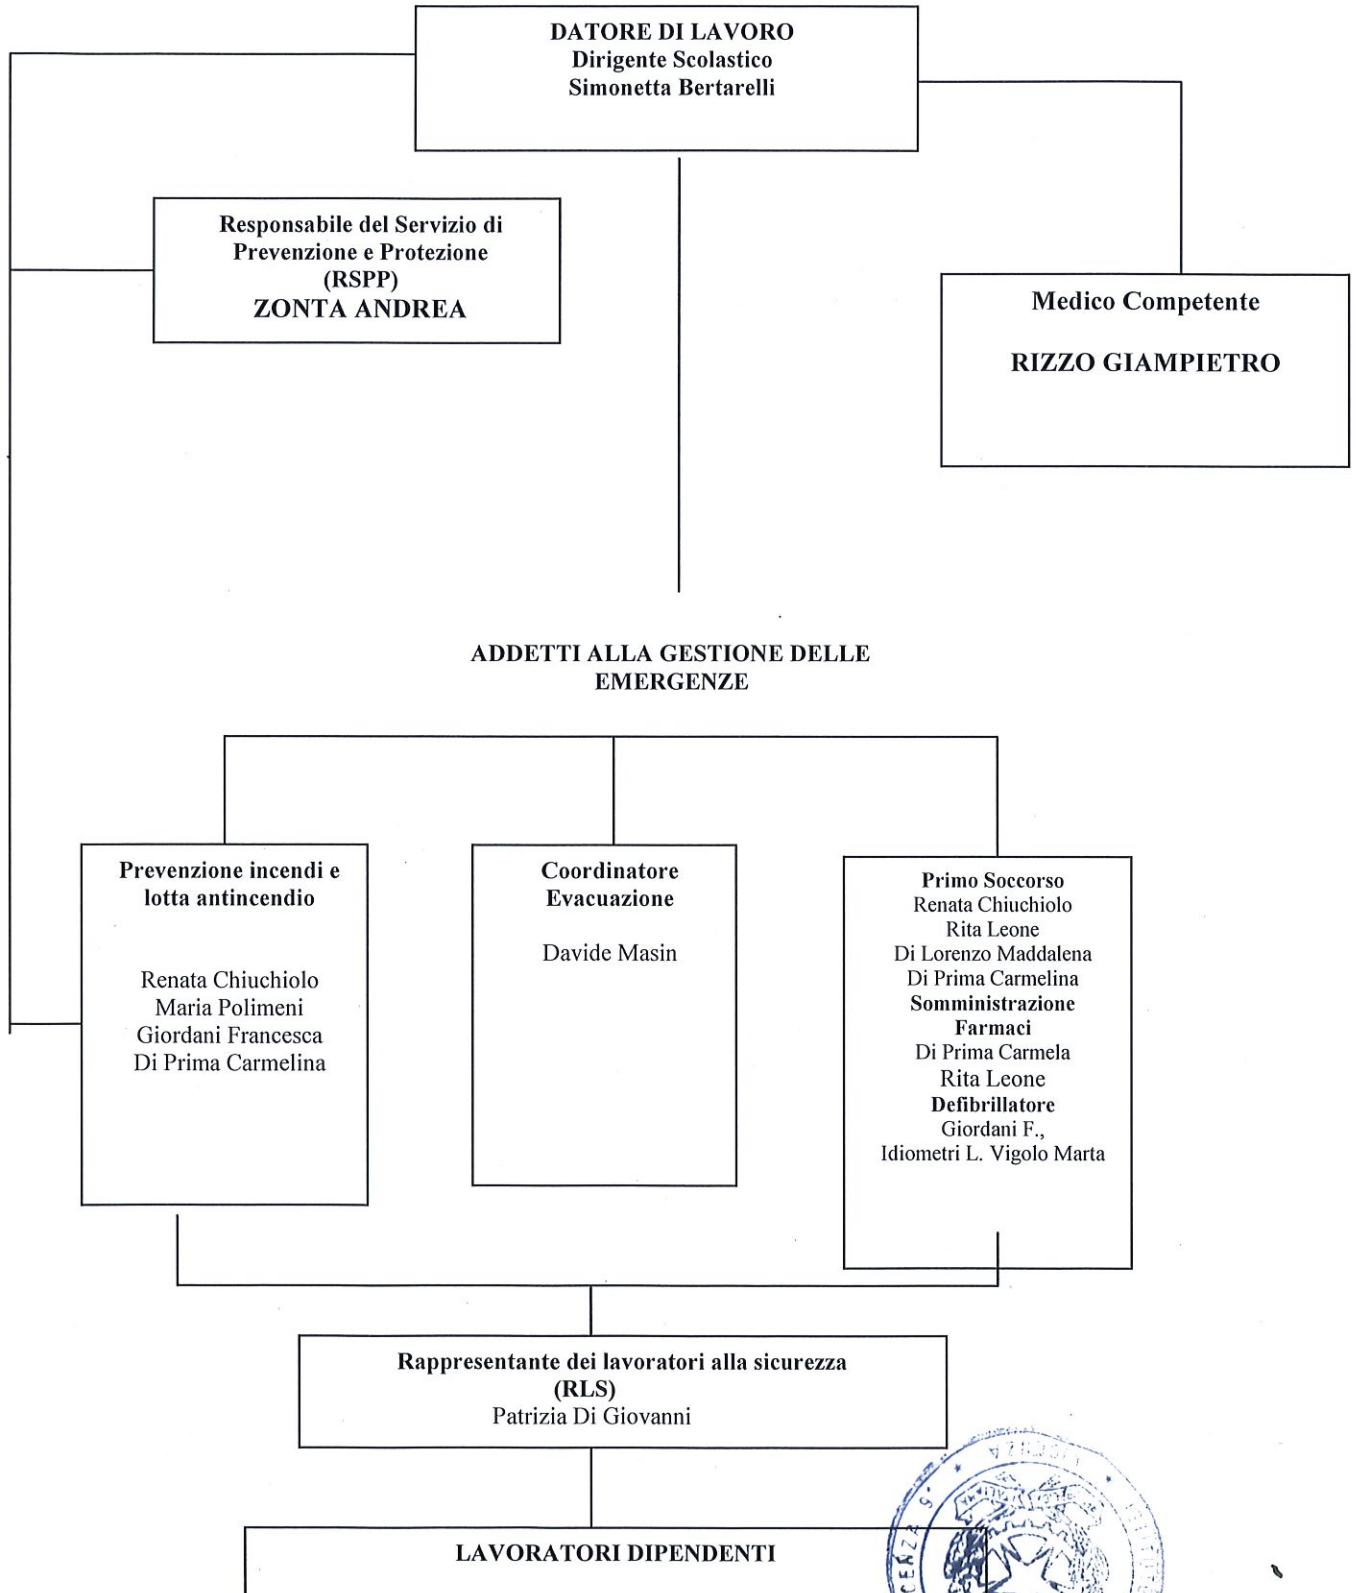 DATORE DI LAVORO
Dirigente Scolastico
Simonetta Bertarelli
Responsabile del Servizio di
Prevenzione e Protezione
(RSPP)
ZONTA ANDREA
Medico Competente
RIZZO GIAMPIETRO
ADDETTI ALLA GESTIONE DELLE
EMERGENZE
Prevenzione incendi e
lotta antincendio
Renata Chiuchiolo
Maria Polimeni
Giordani Francesca
Di Prima Carmelina
Coordinatore
Evacuazione
Davide Masin
Primo Soccorso
Renata Chiuchiolo
Rita Leone
Di Lorenzo Maddalena
Di Prima Carmelina
Somministrazione
Farmaci
Di Prima Carmela
Rita Leone
Defibrillatore
Giordani F.,
Idiometri L. Vigolo Marta
Rappresentante dei lavoratori alla sicurezza
(RLS)
Patrizia Di Giovanni
LAVORATORI DIPENDENTI